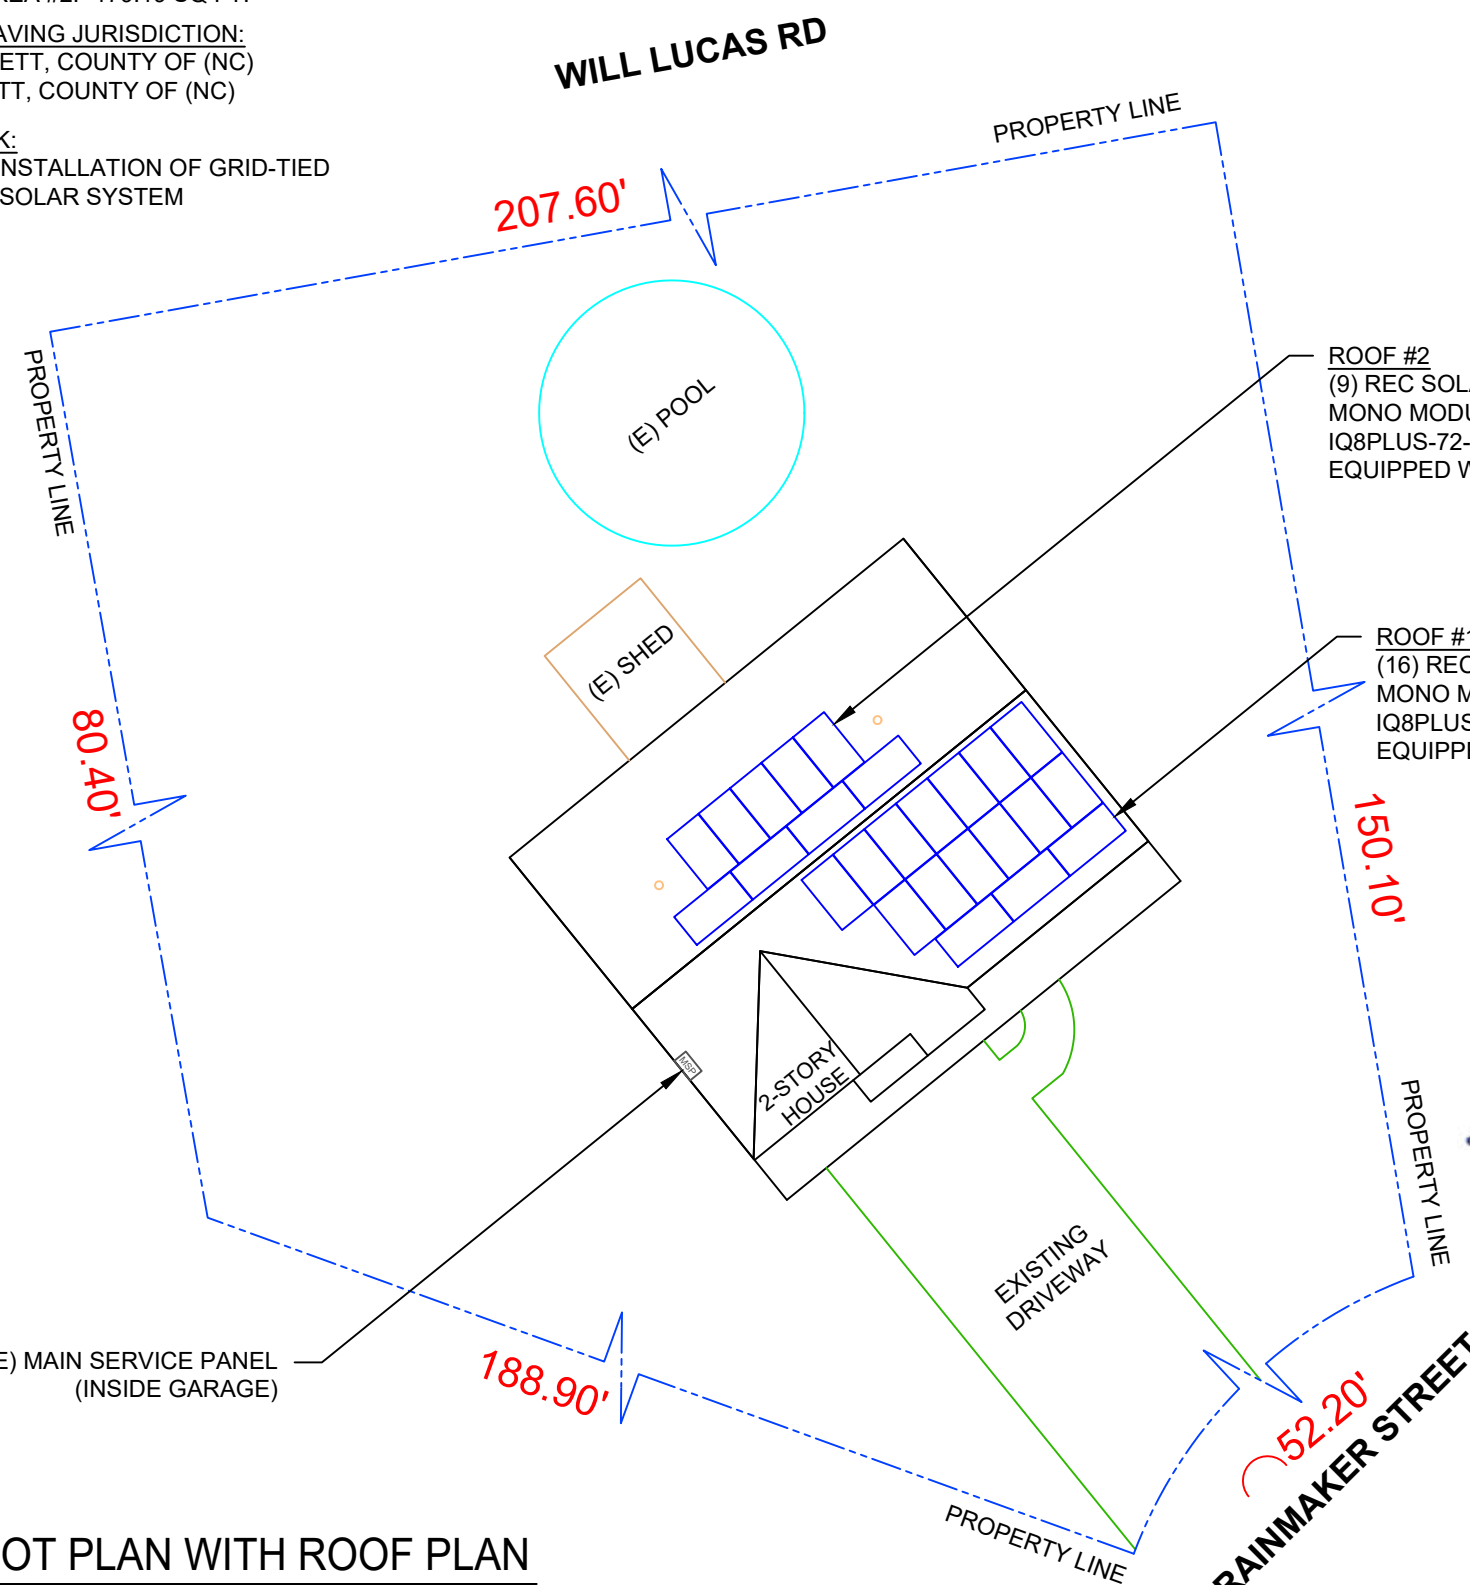 AVING JURISDICTION:
ETT, COUNTY OF (NC)
TT, COUNTY OF (NC)
K:
NSTALLATION OF GRID-TIED
SOLAR SYSTEM
WILL LUCAS RD
PROPERTY LINE
207.60'
PROPERTY LINE
(E) POOL
ROOF #2
(9) REC SOL
MONO MODU
IQ8PLUS-72-
EQUIPPED W
(E) SHED
ROOF #1
(16) REC
MONO M
IQ8PLUS
EQUIPP
80.40'
150.10'
MSP
2-STORY
HOUSE
PROPERTY LINE
EXISTING
DRIVEWAY
E) MAIN SERVICE PANEL
(INSIDE GARAGE)
188.90'
52.20'
RAINMAKER STREET
PROPERTY LINE
OT PLAN WITH ROOF PLAN